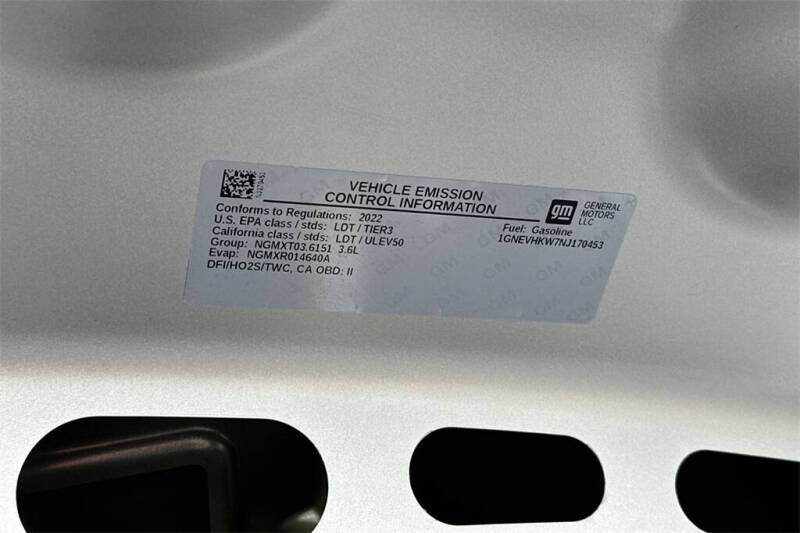 VEHICLE EMISSION
CONTROL INFORMATION
gm
GENERAL
MOTORS
LLC
Conforms to Regulations: 2022
Fuel: Gasoline
U.S. EPA class / stds: LDT / TIER3
1GNEVHKW7NJ170453
California class / stds: LDT / ULEV50
Group: NGMXT03.6151 3.6L
Evap: NGMXR014640A
DFI/HO2S/TWC, CA OBD: II